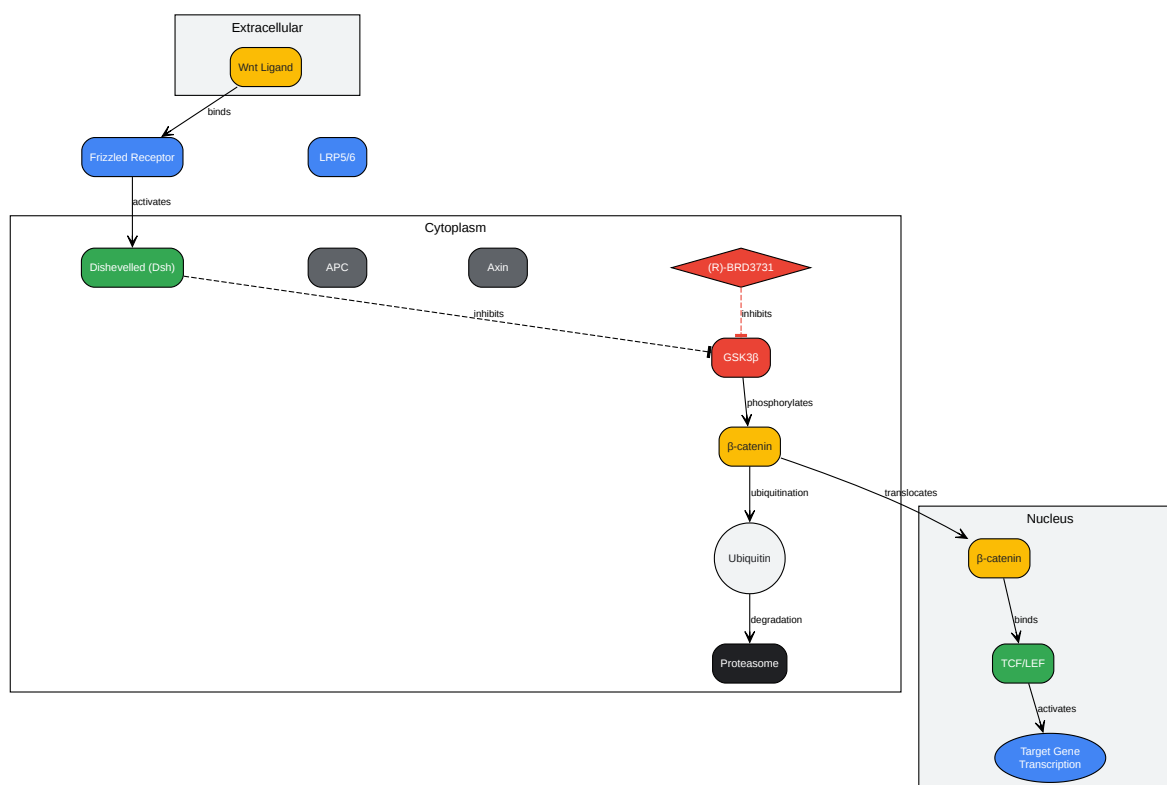 Extracellular
Wnt Ligand
binds
Frizzled Receptor
LRP5/6
activates
Cytoplasm
Dishevelled (Dsh)
APC
Axin
(R)-BRD3731
inhibits
inhibits
GSK3β
phosphorylates
β-catenin
ubiquitination
translocates
Nucleus
Ubiquitin
β-catenin
degradation
binds
Proteasome
TCF/LEF
activates
Target Gene
Transcription